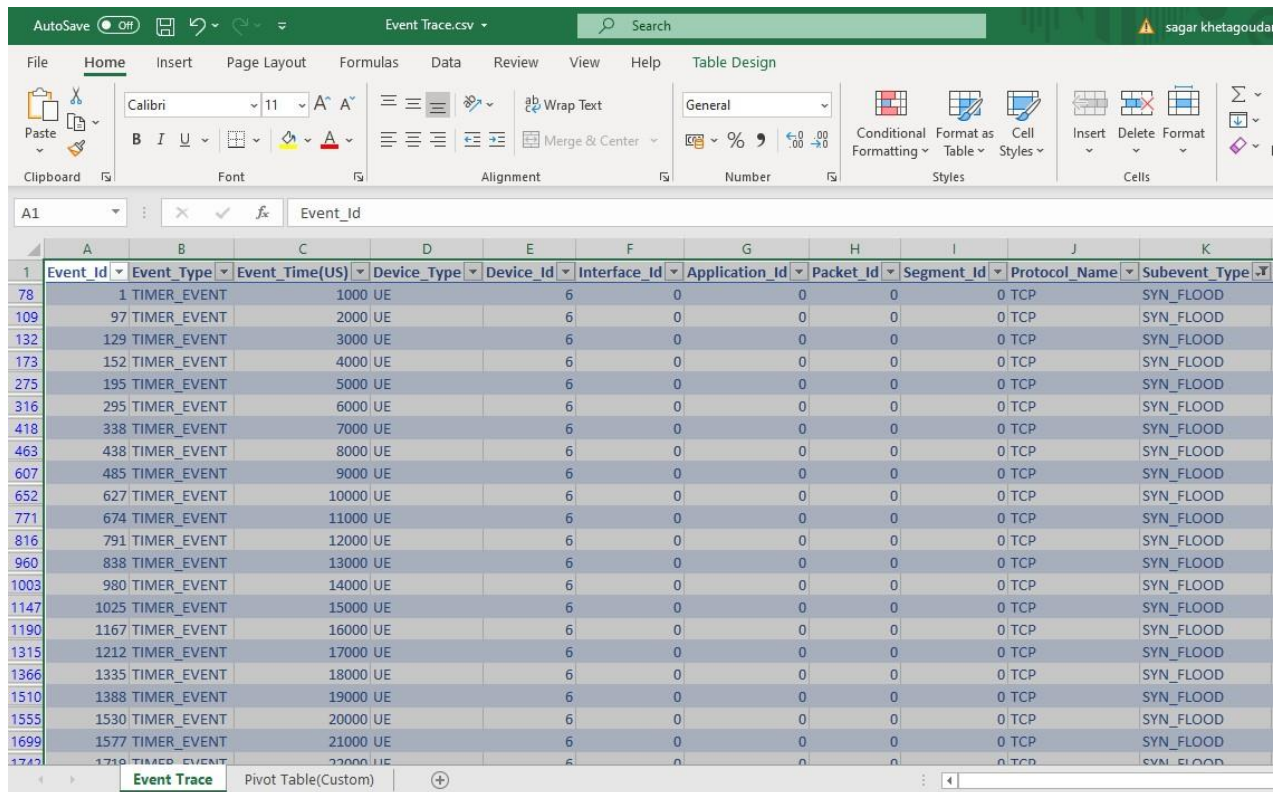 AutoSave Off Event Trace.csv Search sagar khetagoudar
File Home Insert Page Layout Formulas Data Review View Help Table Design
Paste Calibri 11 A A Wrap Text General Conditional Format as Cell Insert Delete Format
B I U A Merge & Center % 9 .00 .00 Formatting Table Styles
Clipboard Font Alignment Number Styles Cells
A1 fx Event_Id
A B C D E F G H I J K
1 Event_Id Event_Type Event_Time(US) Device_Type Device_Id Interface_Id Application_Id Packet_Id Segment_Id Protocol_Name Subevent_Type
78 1 TIMER_EVENT 1000 UE 6 0 0 0 0 TCP SYN_FLOOD
109 97 TIMER_EVENT 2000 UE 6 0 0 0 0 TCP SYN_FLOOD
132 129 TIMER_EVENT 3000 UE 6 0 0 0 0 TCP SYN_FLOOD
173 152 TIMER_EVENT 4000 UE 6 0 0 0 0 TCP SYN_FLOOD
275 195 TIMER_EVENT 5000 UE 6 0 0 0 0 TCP SYN_FLOOD
316 295 TIMER_EVENT 6000 UE 6 0 0 0 0 TCP SYN_FLOOD
418 338 TIMER_EVENT 7000 UE 6 0 0 0 0 TCP SYN_FLOOD
463 438 TIMER_EVENT 8000 UE 6 0 0 0 0 TCP SYN_FLOOD
607 485 TIMER_EVENT 9000 UE 6 0 0 0 0 TCP SYN_FLOOD
652 627 TIMER_EVENT 10000 UE 6 0 0 0 0 TCP SYN_FLOOD
771 674 TIMER_EVENT 11000 UE 6 0 0 0 0 TCP SYN_FLOOD
816 791 TIMER_EVENT 12000 UE 6 0 0 0 0 TCP SYN_FLOOD
960 838 TIMER_EVENT 13000 UE 6 0 0 0 0 TCP SYN_FLOOD
1003 980 TIMER_EVENT 14000 UE 6 0 0 0 0 TCP SYN_FLOOD
1147 1025 TIMER_EVENT 15000 UE 6 0 0 0 0 TCP SYN_FLOOD
1190 1167 TIMER_EVENT 16000 UE 6 0 0 0 0 TCP SYN_FLOOD
1315 1212 TIMER_EVENT 17000 UE 6 0 0 0 0 TCP SYN_FLOOD
1366 1335 TIMER_EVENT 18000 UE 6 0 0 0 0 TCP SYN_FLOOD
1510 1388 TIMER_EVENT 19000 UE 6 0 0 0 0 TCP SYN_FLOOD
1555 1530 TIMER_EVENT 20000 UE 6 0 0 0 0 TCP SYN_FLOOD
1699 1577 TIMER_EVENT 21000 UE 6 0 0 0 0 TCP SYN_FLOOD
1742 1719 TIMER_EVENT 22000 UE 6 0 0 0 0 TCP SYN_FLOOD
Event Trace Pivot Table(Custom)